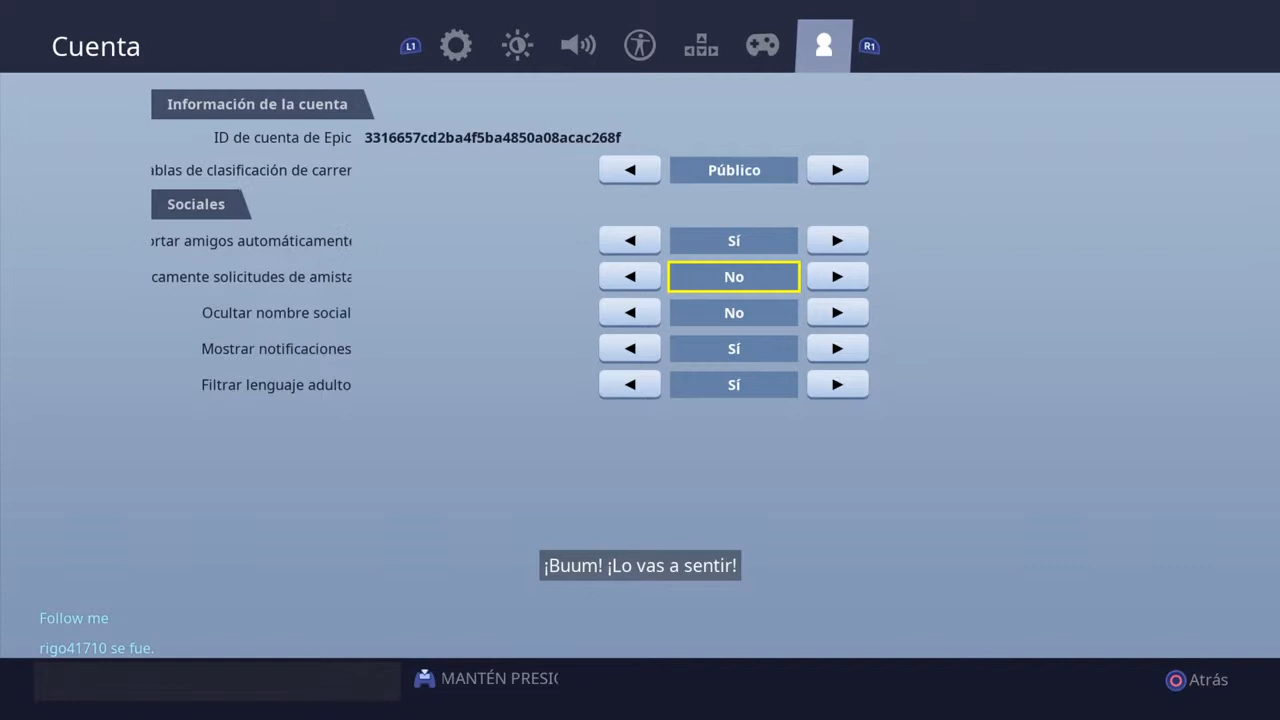 Cuenta
L1
R1
Información de la cuenta
ID de cuenta de Epic 3316657cd2ba4f5ba4850a08acac268f
ablas de clasificación de carrer Público
Sociales
ortar amigos automáticamente Sí
camente solicitudes de amista No
Ocultar nombre social No
Mostrar notificaciones Sí
Filtrar lenguaje adulto Sí
¡Buum! ¡Lo vas a sentir!
Follow me
rigo41710 se fue.
MANTÉN PRESIO
Atrás